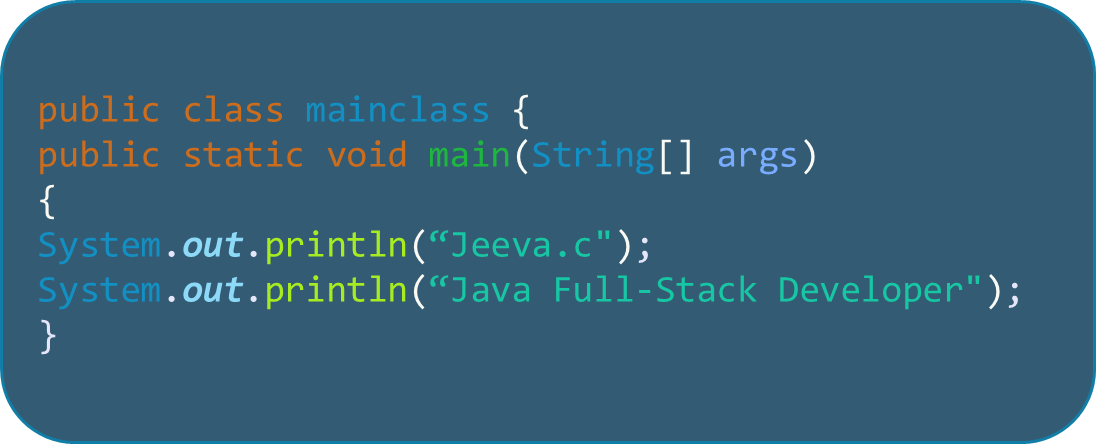 public class mainclass {
public static void main(String[] args)
{
System.out.println(“Jeeva.c");
System.out.println(“Java Full-Stack Developer");
}